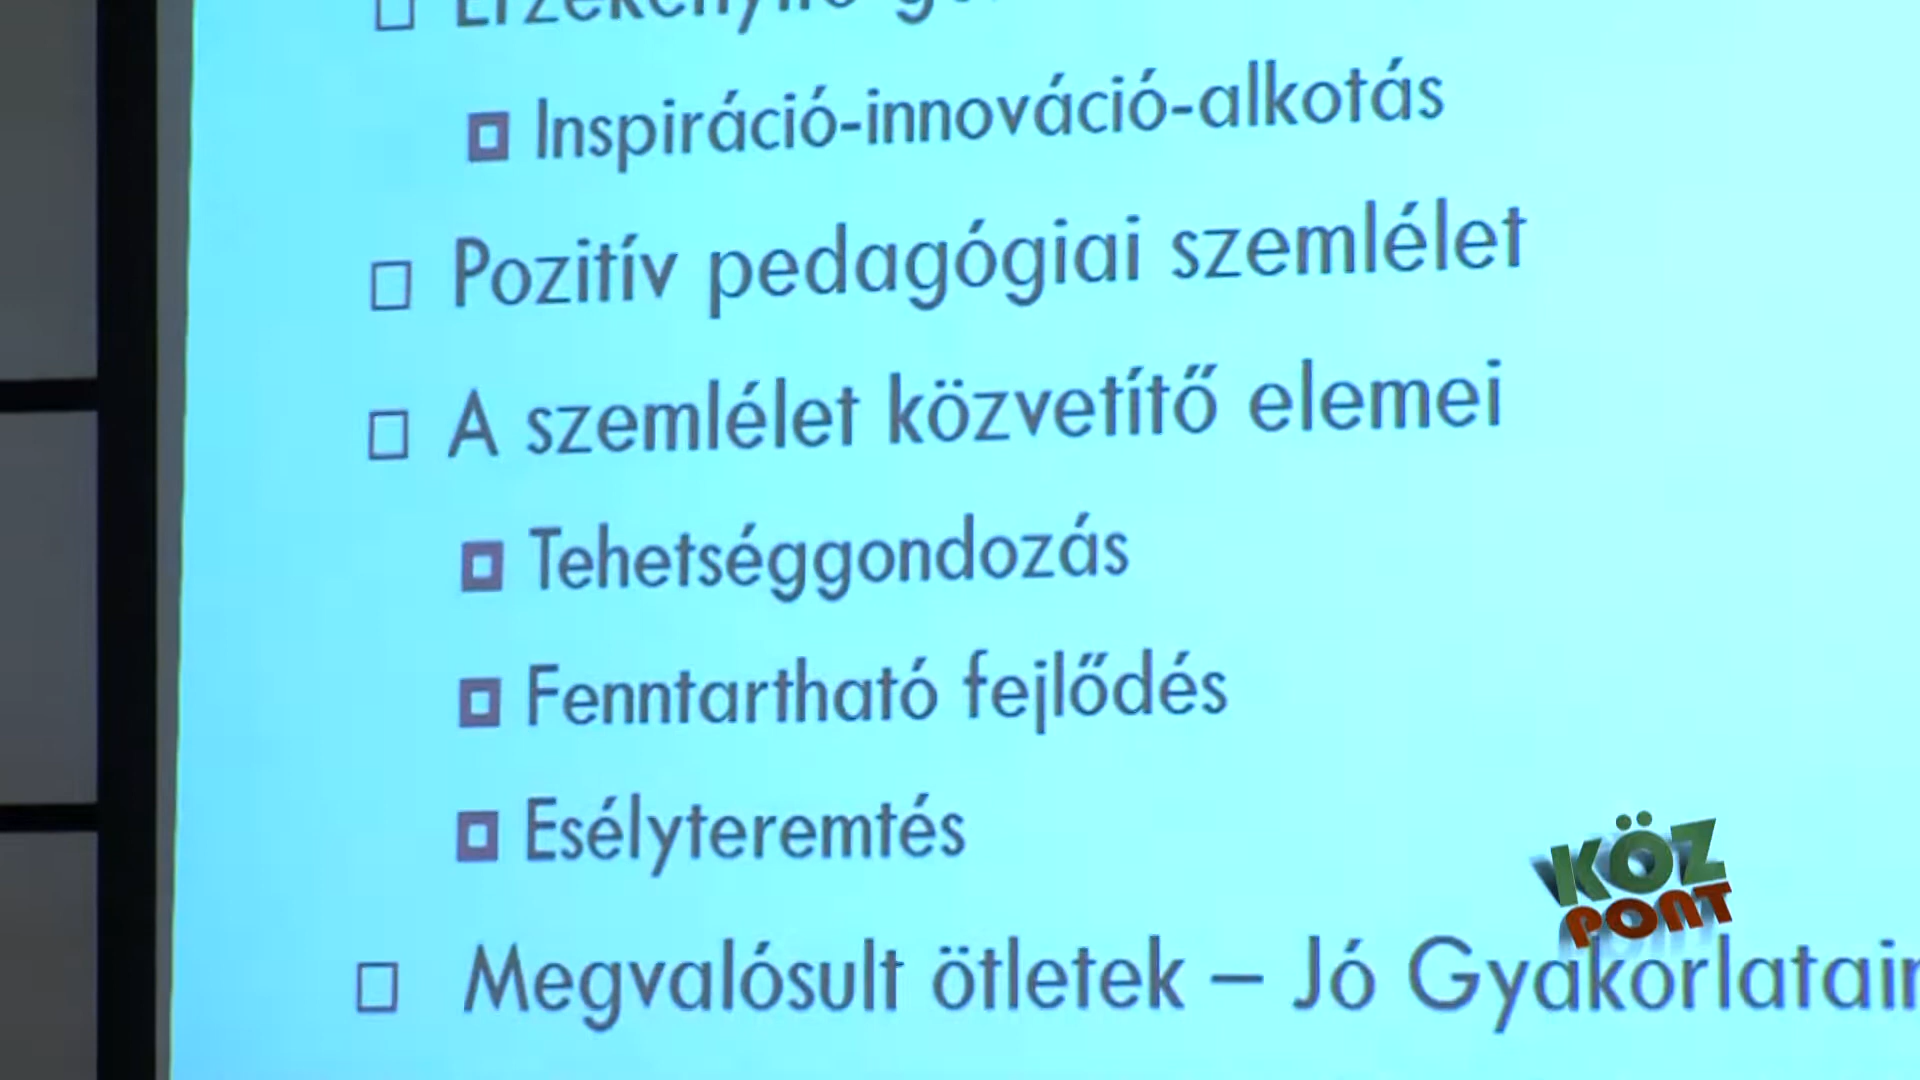 Inspiráció-innováció-alkotás
Pozitív pedagógiai szemlélet
A szemlélet közvetítő elemei
Tehetséggondozás
Fenntartható fejlődés
Esélyteremtés
KÖZ
PONT
Megvalósult ötletek – Jó